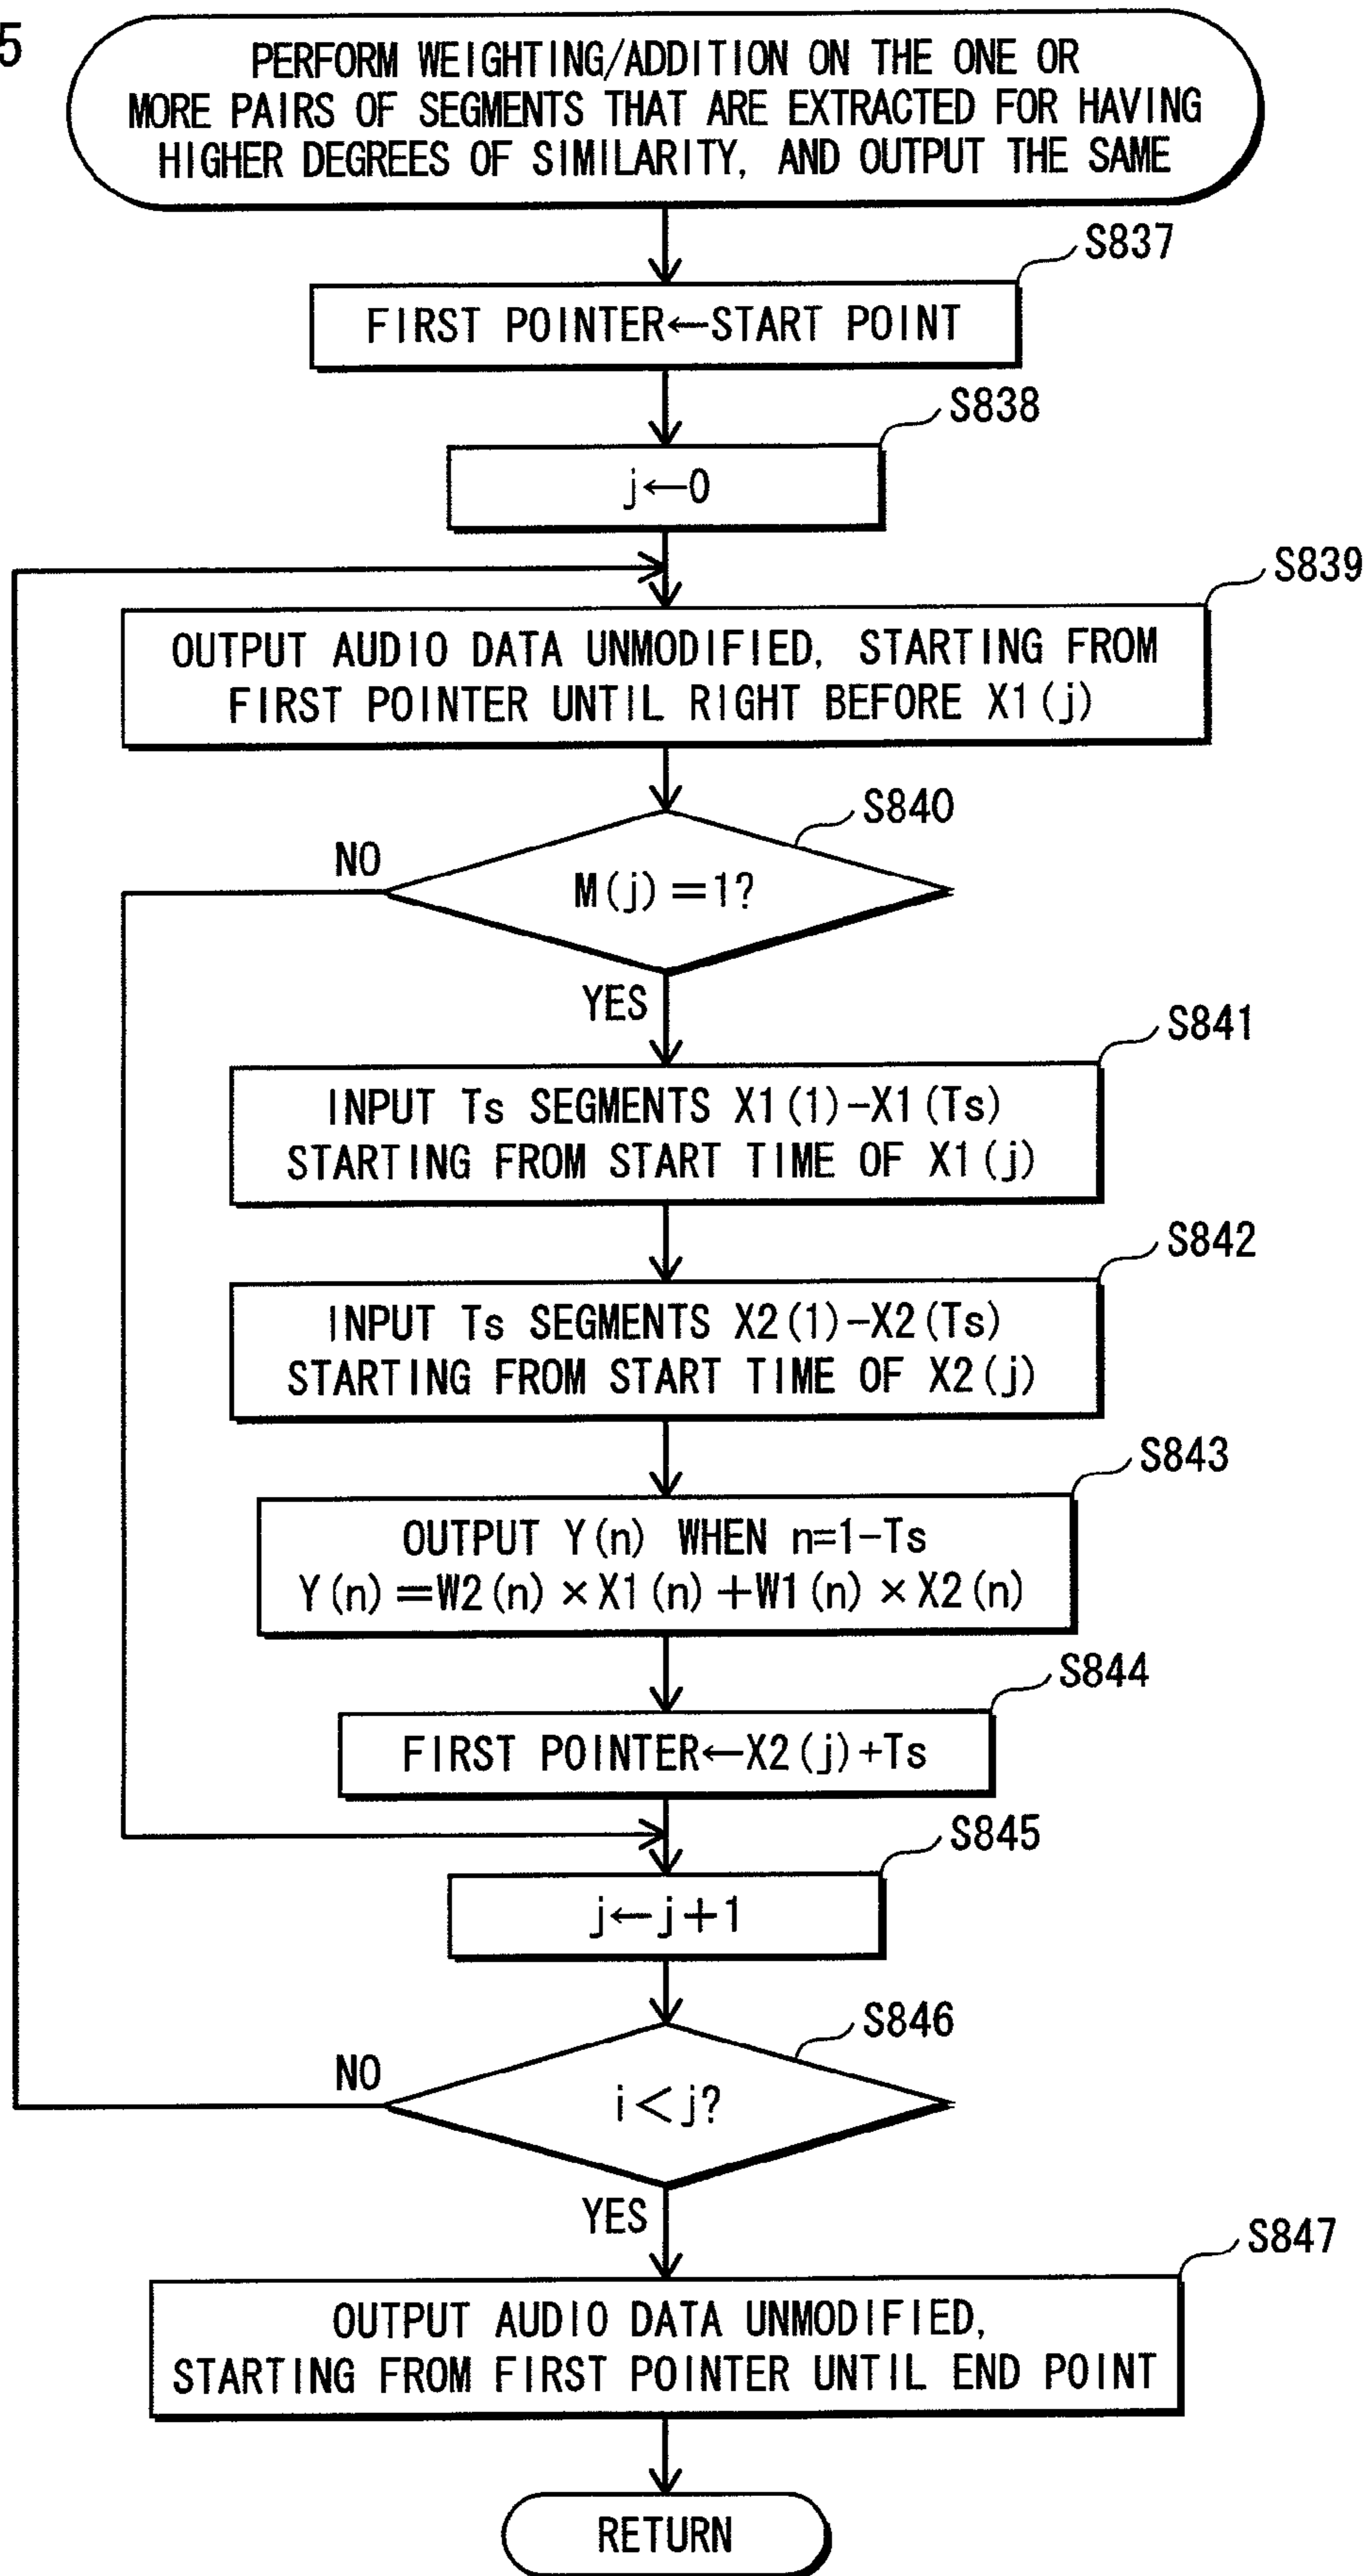 5
PERFORM WEIGHTING/ADDITION ON THE ONE OR
MORE PAIRS OF SEGMENTS THAT ARE EXTRACTED FOR HAVING
HIGHER DEGREES OF SIMILARITY, AND OUTPUT THE SAME
S837
FIRST POINTER←START POINT
S838
j←0
S839
OUTPUT AUDIO DATA UNMODIFIED, STARTING FROM
FIRST POINTER UNTIL RIGHT BEFORE X1(j)
S840
NO
M(j)=1?
YES
S841
INPUT Ts SEGMENTS X1(1)-X1(Ts)
STARTING FROM START TIME OF X1(j)
S842
INPUT Ts SEGMENTS X2(1)-X2(Ts)
STARTING FROM START TIME OF X2(j)
S843
OUTPUT Y(n) WHEN n=1-Ts
Y(n)=W2(n)×X1(n)+W1(n)×X2(n)
S844
FIRST POINTER←X2(j)+Ts
S845
j←j+1
S846
NO
i<j?
YES
S847
OUTPUT AUDIO DATA UNMODIFIED,
STARTING FROM FIRST POINTER UNTIL END POINT
RETURN